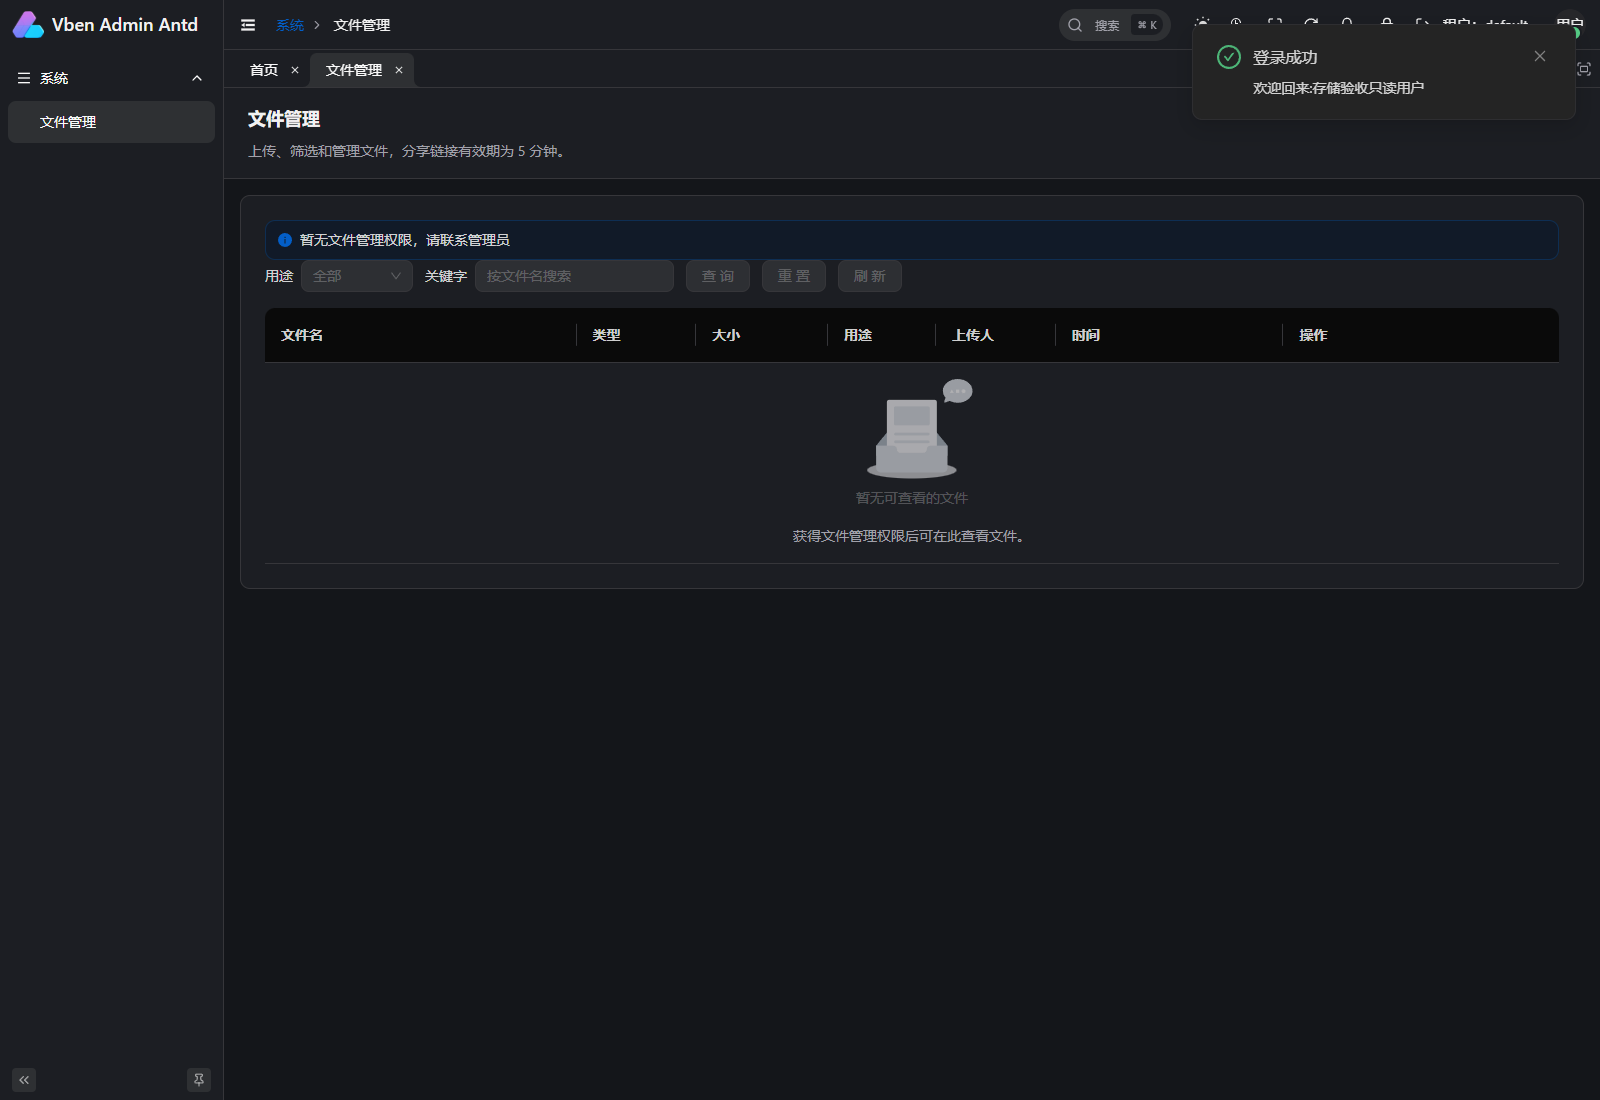 Vben Admin Antd
系统
文件管理
系统 > 文件管理
搜索 ⌘ K
首页 ×
文件管理 ×
登录成功
欢迎回来:存储验收只读用户
文件管理
上传、筛选和管理文件，分享链接有效期为 5 分钟。
暂无文件管理权限，请联系管理员
用途 全部 关键字 按文件名搜索 查 询 重 置 刷 新
文件名 类型 大小 用途 上传人 时间 操作
暂无可查看的文件
获得文件管理权限后可在此查看文件。